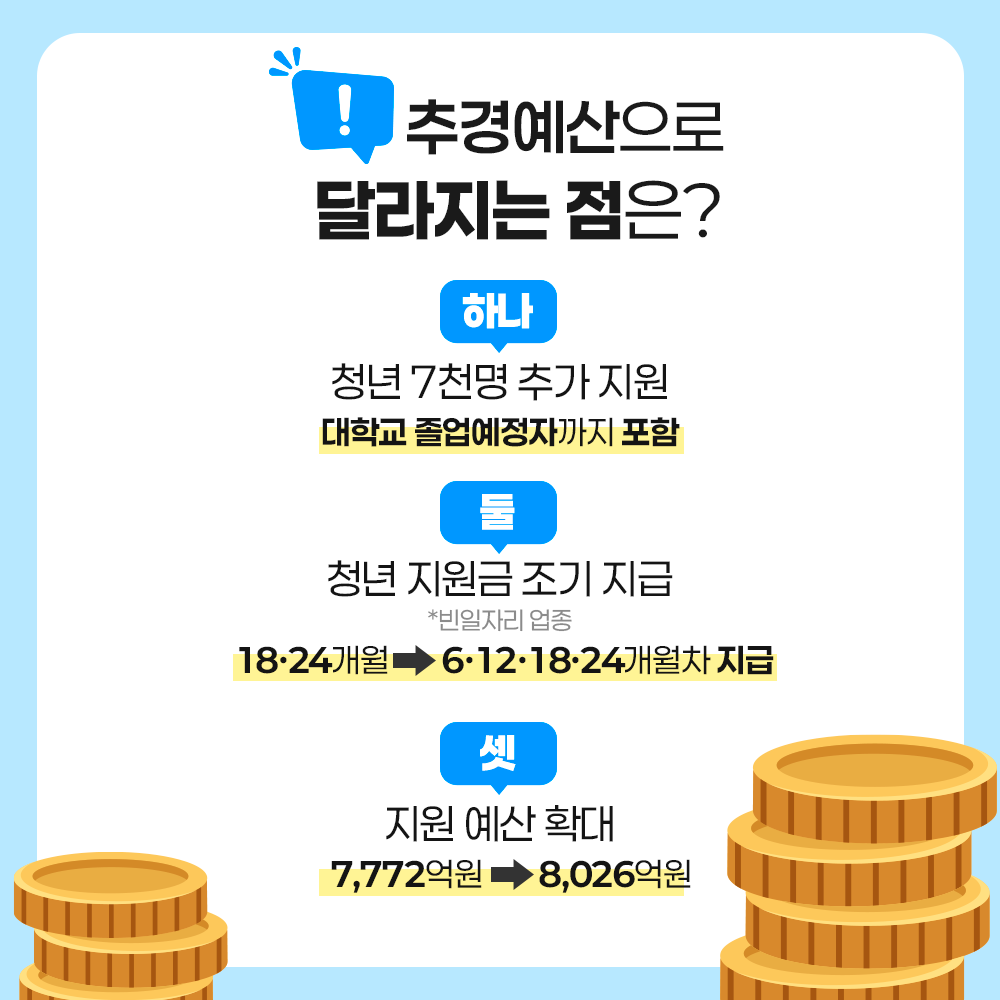 !
추경예산으로
달라지는 점은?
하나
청년 7천명 추가 지원
대학교 졸업예정자까지 포함
둘
청년 지원금 조기 지급
*빈일자리 업종
18·24개월 ➡ 6·12·18·24개월차 지급
셋
지원 예산 확대
7,772억원 ➡ 8,026억원